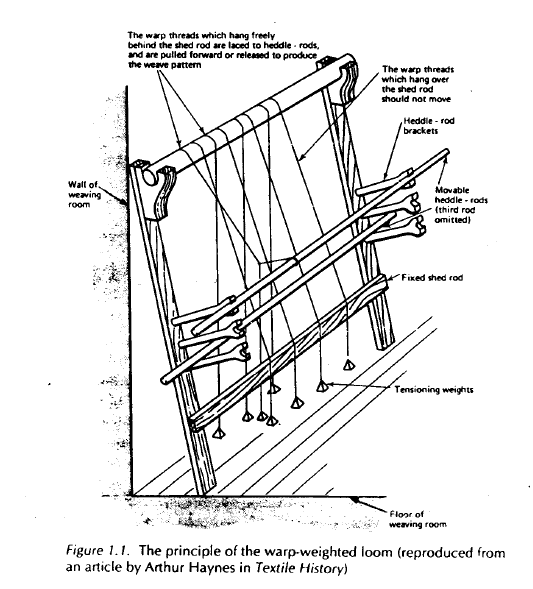 The warp threads which hang freely
behind the shed rod are laced to heddle - rods,
and are pulled forward or released to produce
the weave pattern
The warp threads
which hang over
the shed rod
should not move
Heddle - rod
brackets
Wall of
weaving
room
Movable
heddle - rods
(third rod
omitted)
Fixed shed rod
Tensioning weights
Floor of
weaving room
Figure 1.1. The principle of the warp-weighted loom (reproduced from
an article by Arthur Haynes in Textile History)